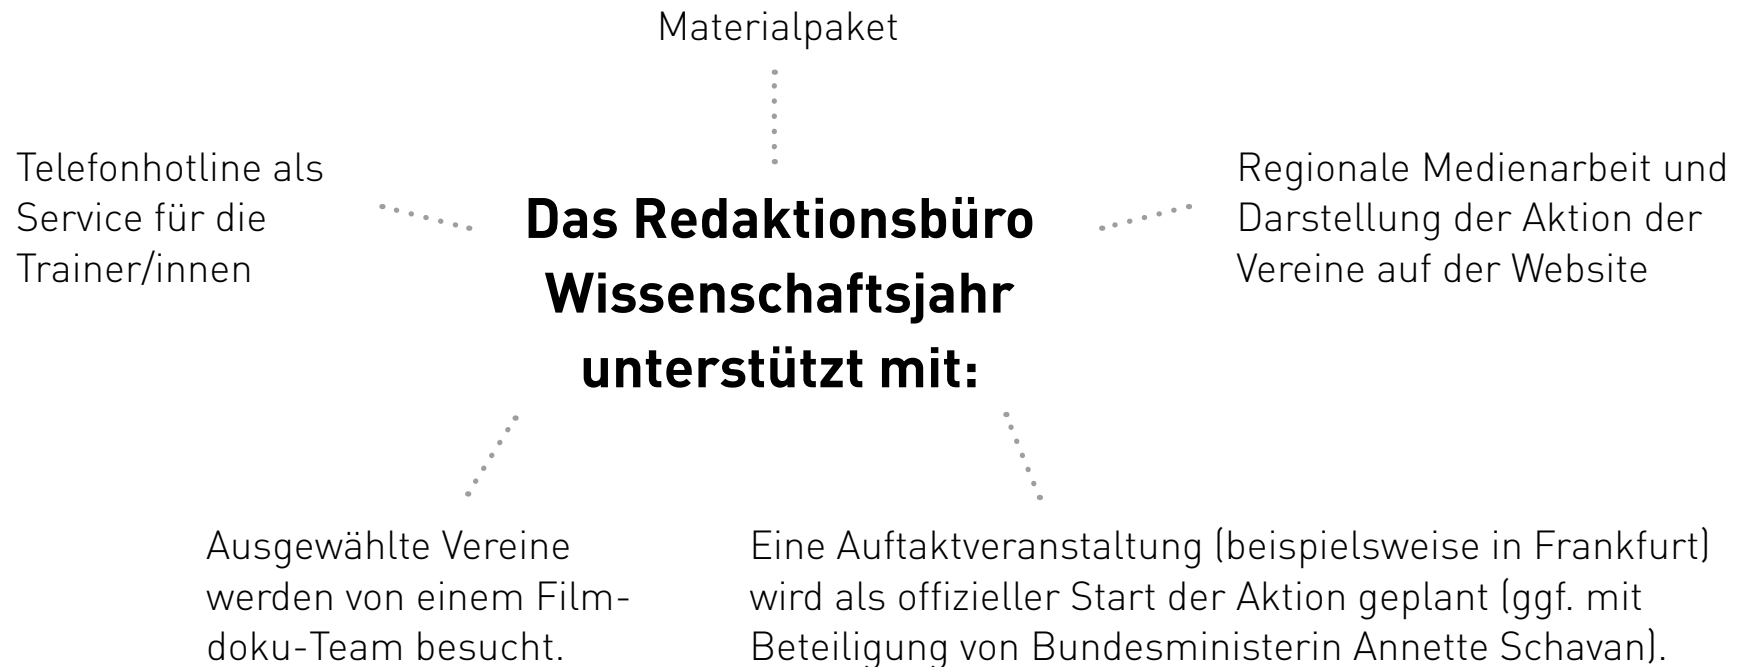 Materialpaket
Telefonhotline als
Service für die
Trainer/innen
Das Redaktionsbüro
Wissenschaftsjahr
unterstützt mit:
Regionale Medienarbeit und
Darstellung der Aktion der
Vereine auf der Website
Ausgewählte Vereine
werden von einem Film-
doku-Team besucht.
Eine Auftaktveranstaltung (beispielsweise in Frankfurt)
wird als offizieller Start der Aktion geplant (ggf. mit
Beteiligung von Bundesministerin Annette Schavan).